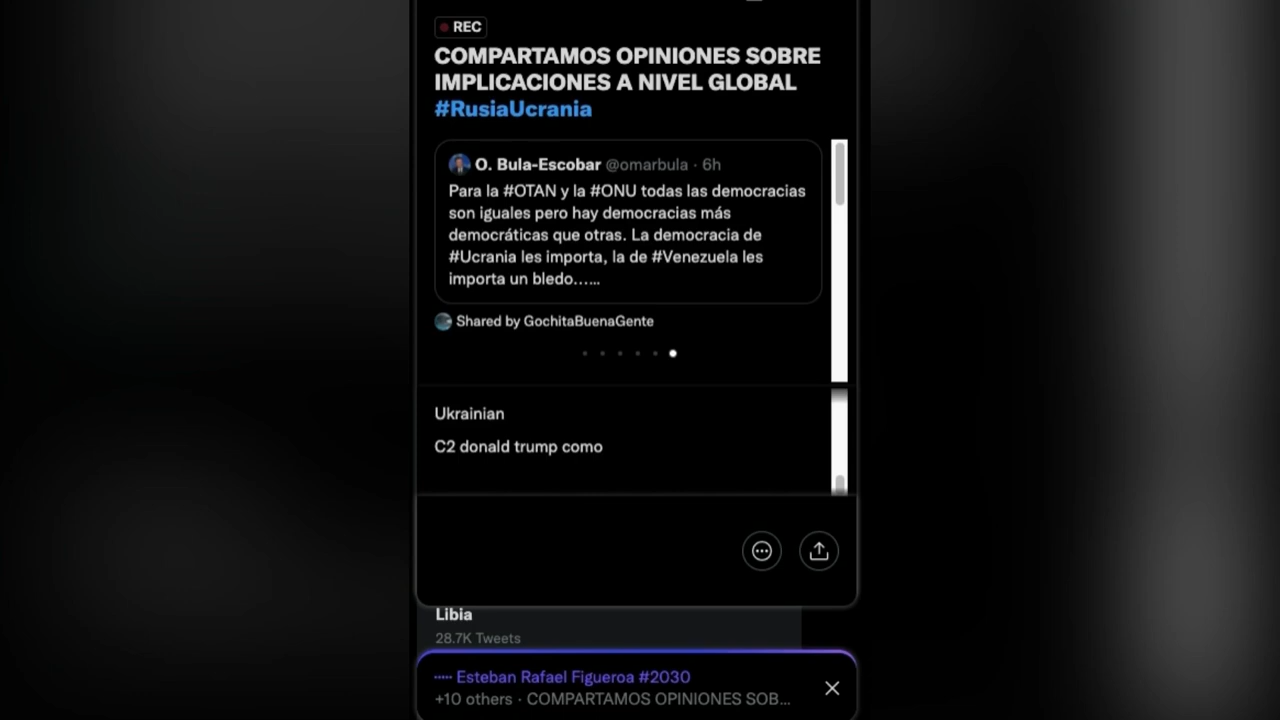 REC
COMPARTAMOS OPINIONES SOBRE
IMPLICACIONES A NIVEL GLOBAL
#RusiaUcrania
O. Bula-Escobar @omarbula · 6h
Para la #OTAN y la #ONU todas las democracias
son iguales pero hay democracias más
democráticas que otras. La democracia de
#Ucrania les importa, la de #Venezuela les
importa un bledo......
Shared by GochitaBuenaGente
Ukrainian
C2 donald trump como
Libia
28.7K Tweets
Esteban Rafael Figueroa #2030
+10 others · COMPARTAMOS OPINIONES SOB...